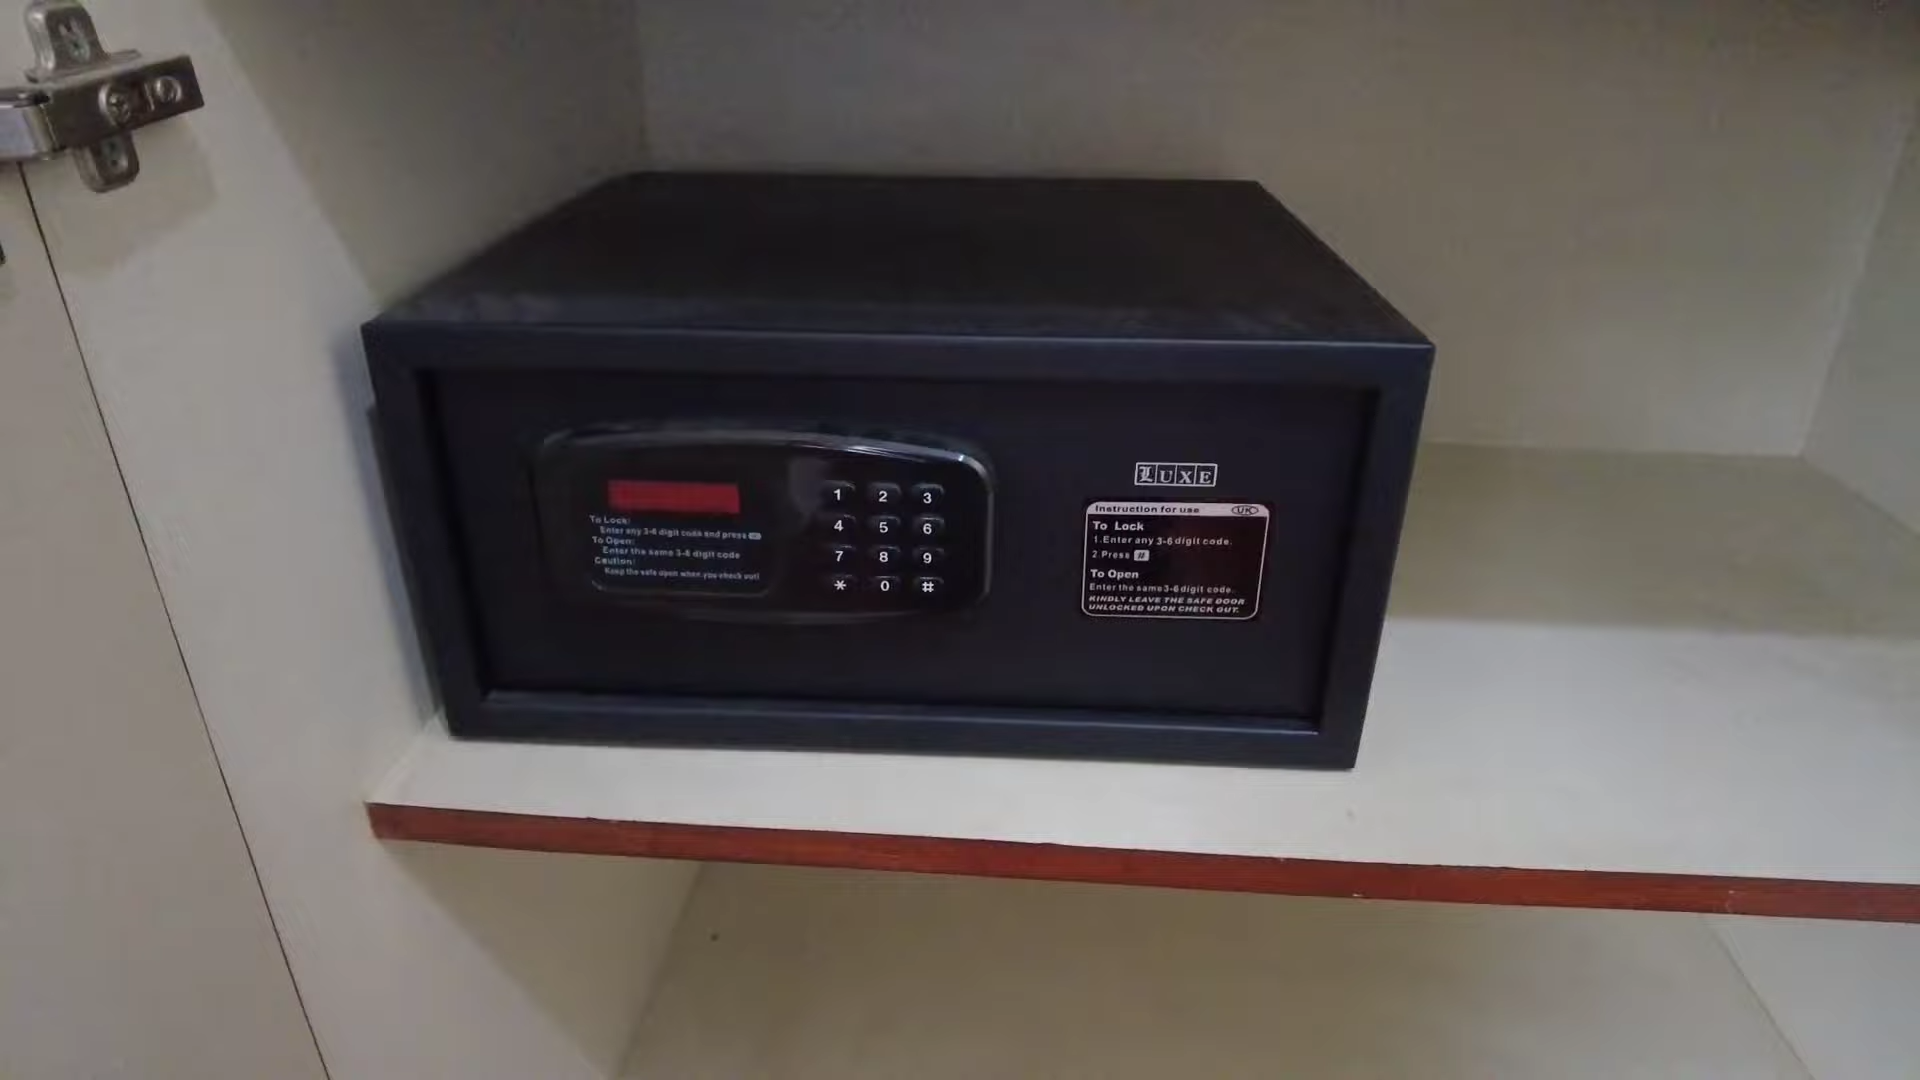 To Lock:
Enter any 3-6 digit code and press
To Open:
Enter the same 3-6 digit code
Caution:
Keep the safe open when you check out!
1 2 3
4 5 6
7 8 9
* 0 #
LUXE
Instruction for use UK
To Lock
1.Enter any 3-6 digit code.
2.Press #
To Open
Enter the same 3-6 digit code.
KINDLY LEAVE THE SAFE DOOR
UNLOCKED UPON CHECK OUT.